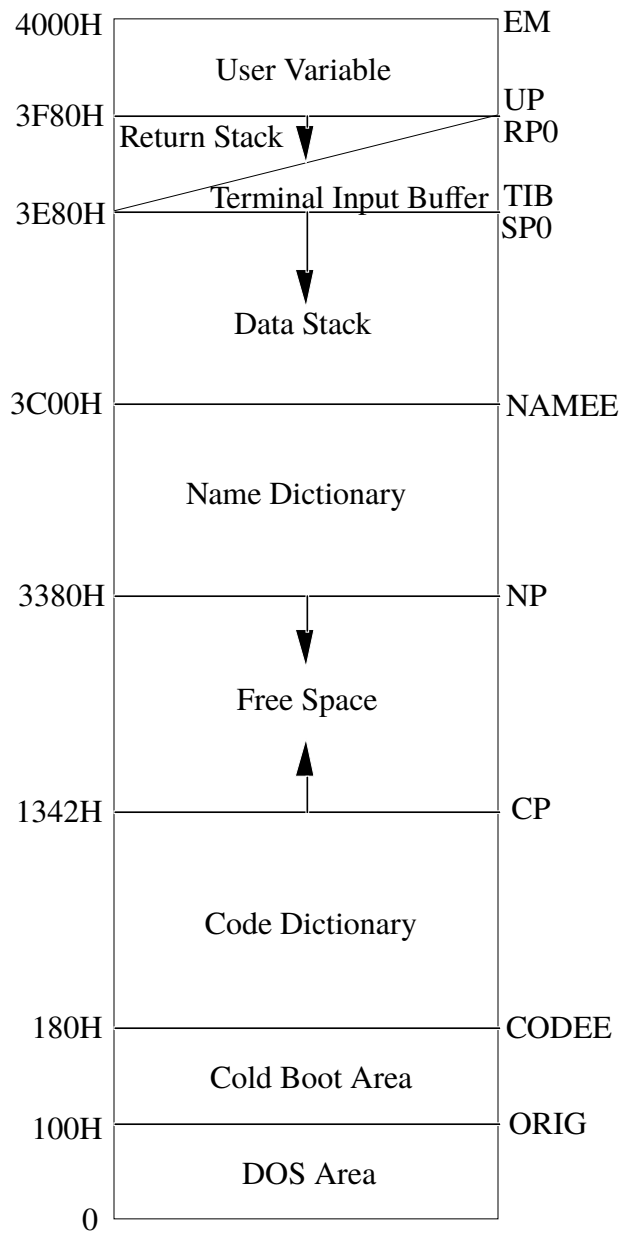 4000H EM
User Variable
3F80H UP
Return Stack RP0
Terminal Input Buffer TIB
3E80H SP0
Data Stack
3C00H NAMEE
Name Dictionary
3380H NP
Free Space
1342H CP
Code Dictionary
180H CODEE
Cold Boot Area
100H ORIG
DOS Area
0